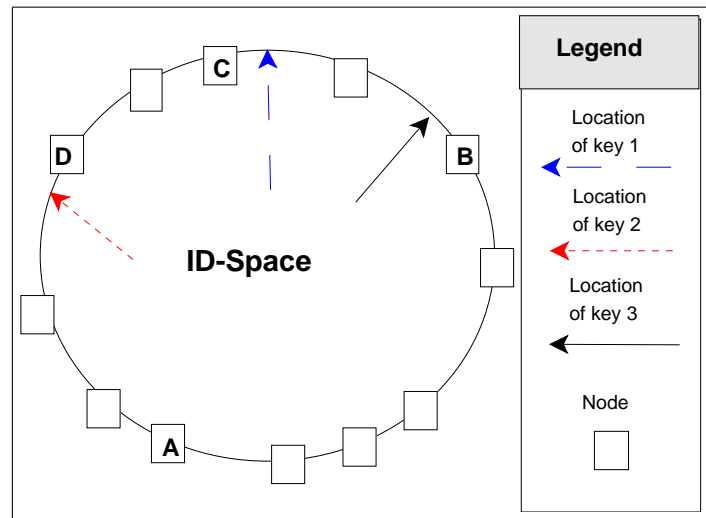 C
D
B
ID-Space
A
Legend
Location
of key 1
Location
of key 2
Location
of key 3
Node